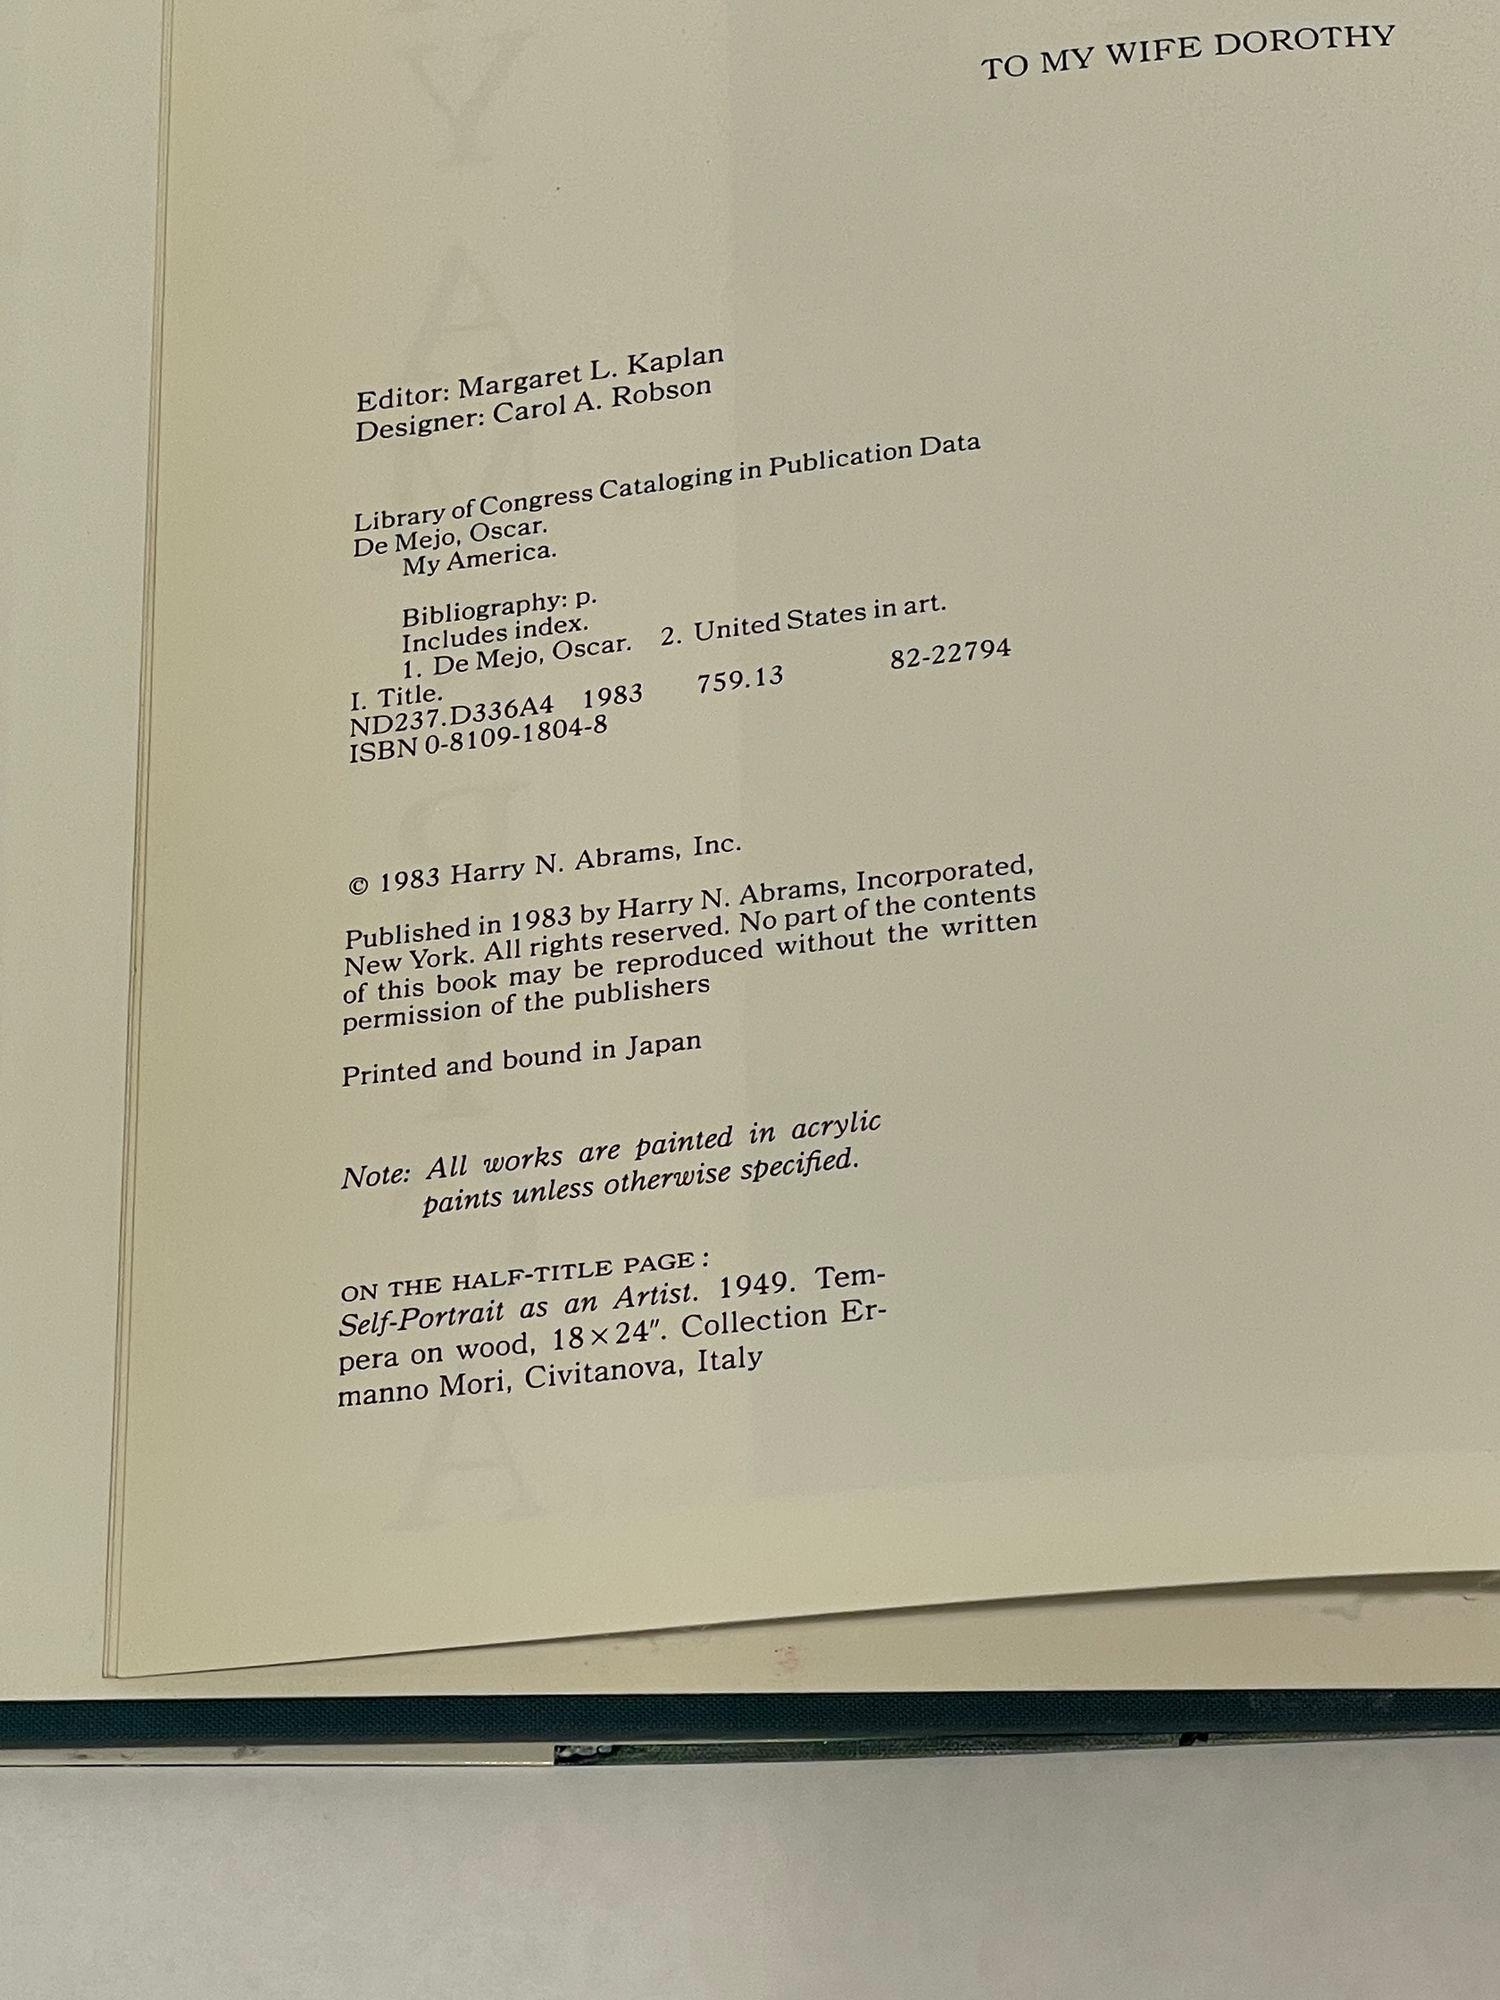 TO MY WIFE DOROTHY
Editor: Margaret L. Kaplan
Designer: Carol A. Robson
Library of Congress Cataloging in Publication Data
De Mejo, Oscar.
My America.
Bibliography: p.
Includes index.
1. De Mejo, Oscar. 2. United States in art.
I. Title.
ND237.D336A4 1983 759.13 82-22794
ISBN 0-8109-1804-8
© 1983 Harry N. Abrams, Inc.
Published in 1983 by Harry N. Abrams, Incorporated,
New York. All rights reserved. No part of the contents
of this book may be reproduced without the written
permission of the publishers
Printed and bound in Japan
Note: All works are painted in acrylic
paints unless otherwise specified.
ON THE HALF-TITLE PAGE:
Self-Portrait as an Artist. 1949. Tem-
pera on wood, 18×24″. Collection Er-
manno Mori, Civitanova, Italy